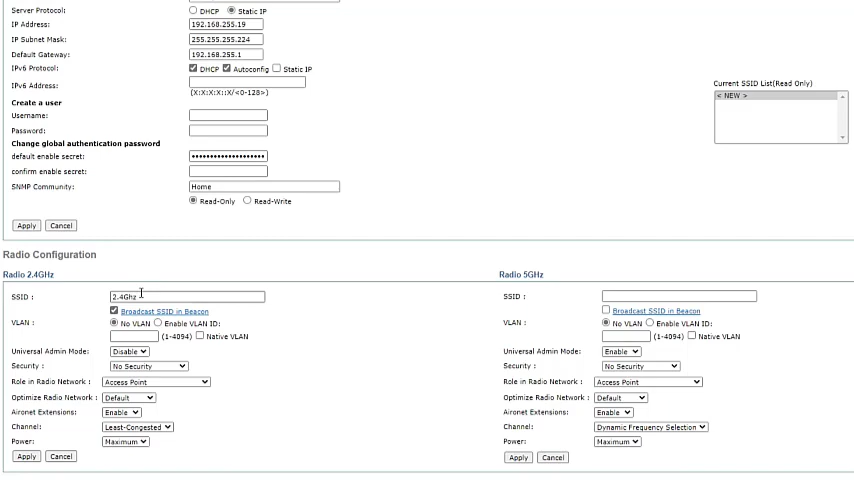 Server Protocol: DHCP Static IP
IP Address: 192.168.255.19
IP Subnet Mask: 255.255.255.224
Default Gateway: 192.168.255.1
IPv6 Protocol: DHCP Autoconfig Static IP
IPv6 Address:
(X:X:X:X::X/<0-128>)
Create a user
Username:
Password:
Change global authentication password
default enable secret: ••••••••••••••••••••
confirm enable secret:
SNMP Community: Home
Read-Only Read-Write
Apply Cancel
Current SSID List(Read Only)
< NEW >
Radio Configuration
Radio 2.4GHz
SSID : 2.4Ghz
Broadcast SSID in Beacon
VLAN : No VLAN Enable VLAN ID:
(1-4094) Native VLAN
Universal Admin Mode: Disable
Security : No Security
Role in Radio Network : Access Point
Optimize Radio Network : Default
Aironet Extensions: Enable
Channel: Least-Congested
Power: Maximum
Apply Cancel
Radio 5GHz
SSID :
Broadcast SSID in Beacon
VLAN : No VLAN Enable VLAN ID:
(1-4094) Native VLAN
Universal Admin Mode: Enable
Security : No Security
Role in Radio Network : Access Point
Optimize Radio Network : Default
Aironet Extensions: Enable
Channel: Dynamic Frequency Selection
Power: Maximum
Apply Cancel